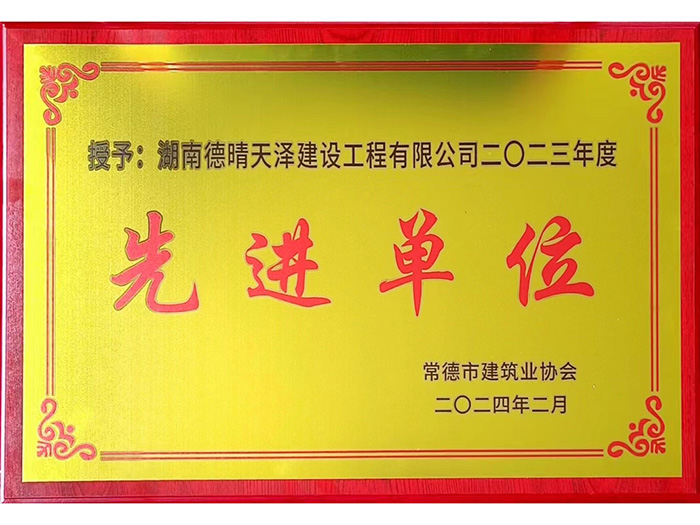 授予：湖南德晴天泽建设工程有限公司二〇二三年度
先进单位
常德市建筑业协会
二〇二四年二月